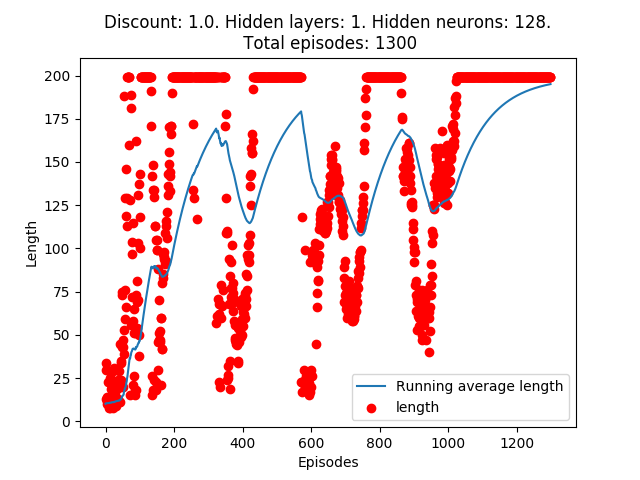 Discount: 1.0. Hidden layers: 1. Hidden neurons: 128.
Total episodes: 1300
200
175
150
125
100
75
50
25
0
Length
0 200 400 600 800 1000 1200
Episodes
Running average length
length